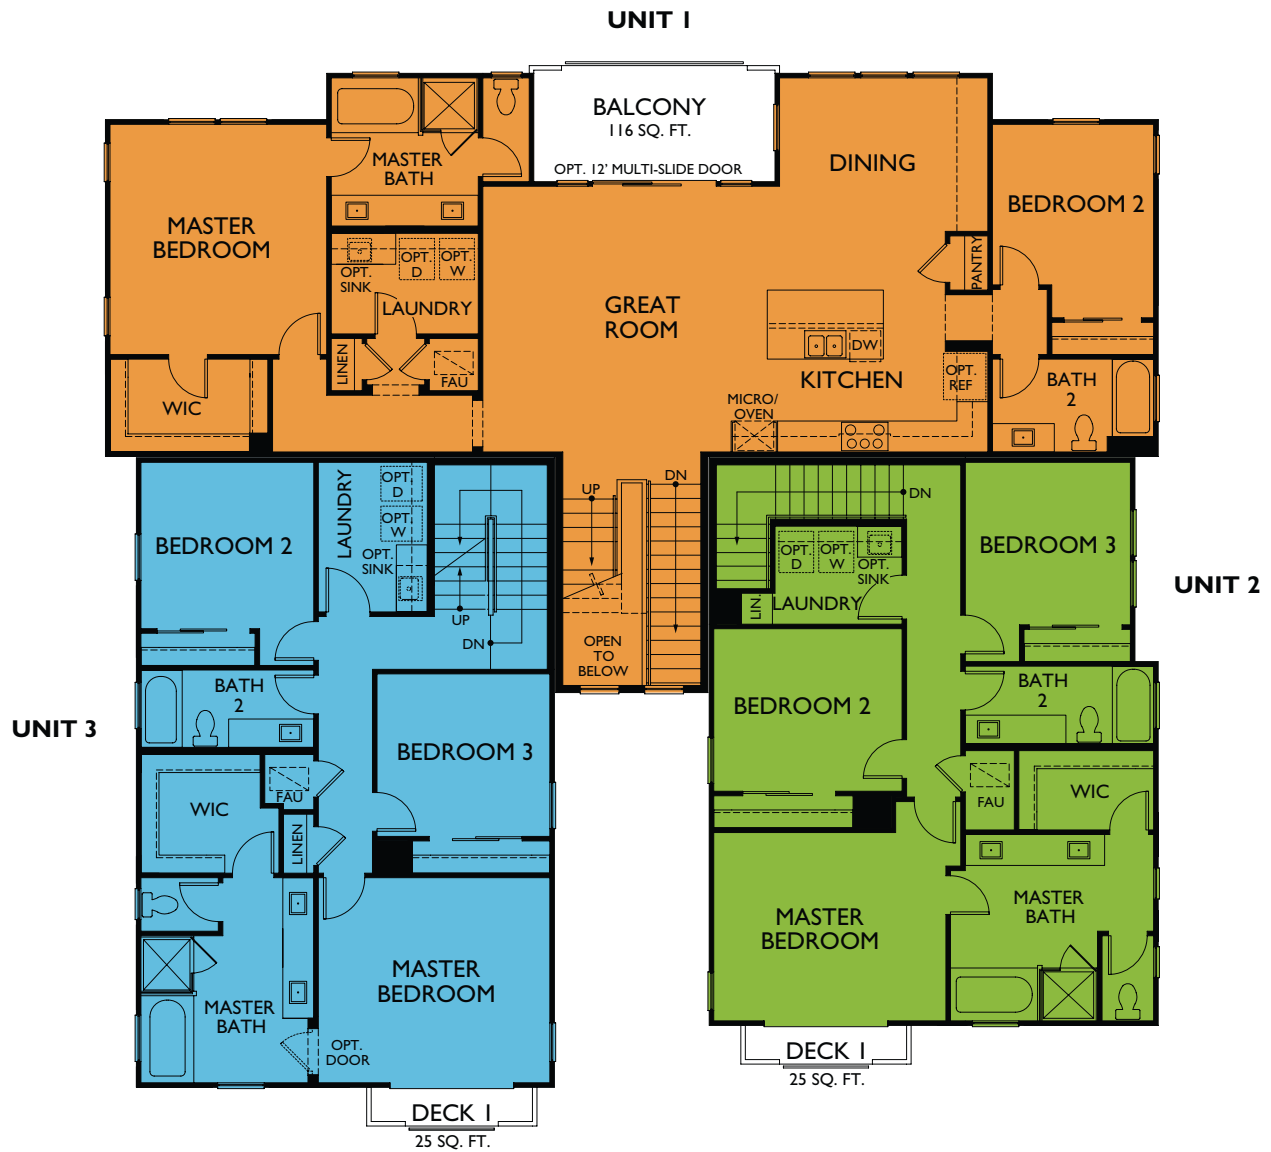 UNIT 1
BALCONY
116 SQ. FT.
OPT. 12' MULTI-SLIDE DOOR
MASTER
BATH
DINING
BEDROOM 2
MASTER
BEDROOM
OPT.
SINK
OPT.
D
OPT.
W
LAUNDRY
PANTRY
GREAT
ROOM
DW
LINEN
FAU
KITCHEN
OPT.
REF
BATH
2
WIC
MICRO/
OVEN
UP
DN
OPEN
TO
BELOW
UNIT 3
BEDROOM 2
LAUNDRY
OPT.
D
OPT.
W
OPT.
SINK
UP
DN
BATH
2
BEDROOM 3
WIC
FAU
LINEN
MASTER
BEDROOM
MASTER
BATH
OPT.
DOOR
DECK 1
25 SQ. FT.
UNIT 2
DN
OPT.
D
OPT.
W
OPT.
SINK
LIN.
LAUNDRY
BEDROOM 3
BEDROOM 2
BATH
2
FAU
WIC
MASTER
BEDROOM
MASTER
BATH
DECK 1
25 SQ. FT.